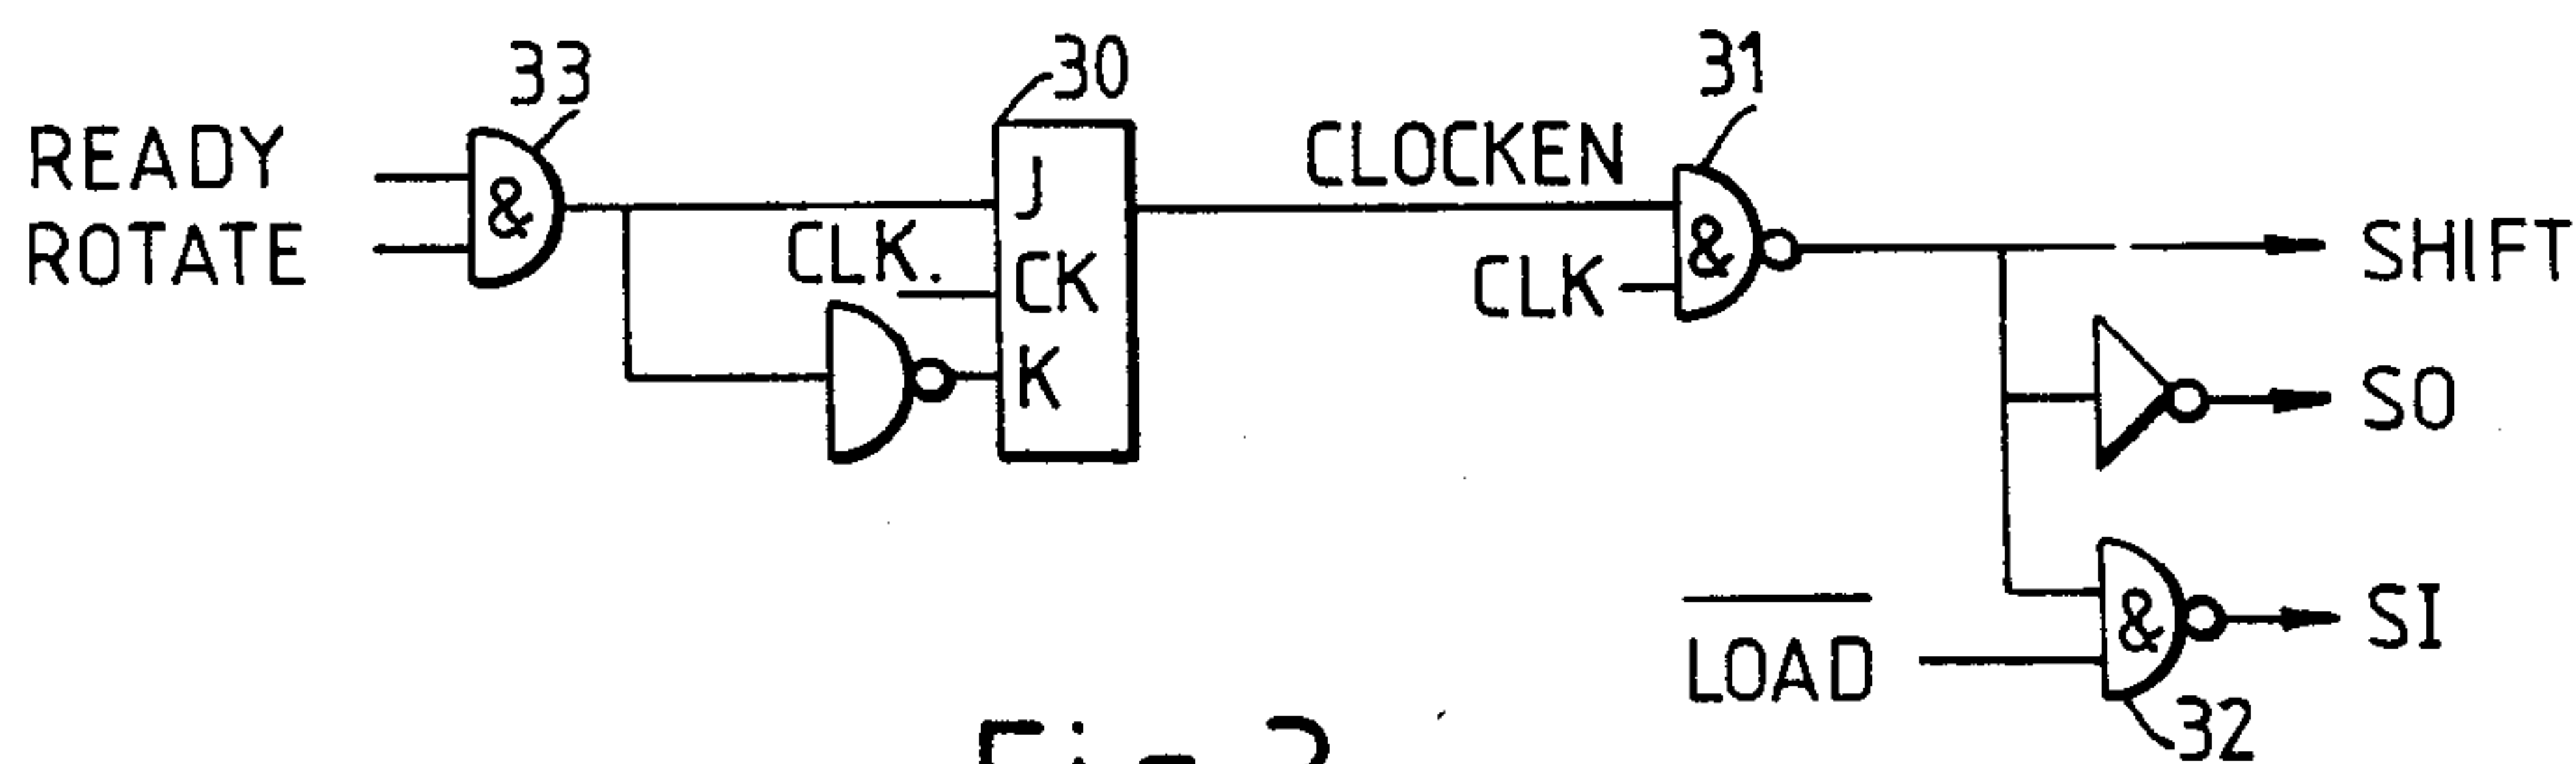 33
30
31
READY
ROTATE
&
J
CLK.
CK
K
CLOCKEN
CLK
&
SHIFT
SO
LOAD
&
SI
32